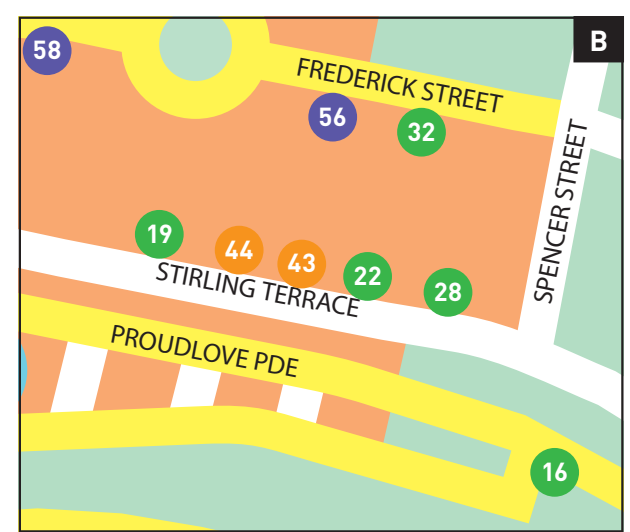 B
58
FREDERICK STREET
56
32
SPENCER STREET
19
44
43
22
28
STIRLING TERRACE
PROUDLOVE PDE
16